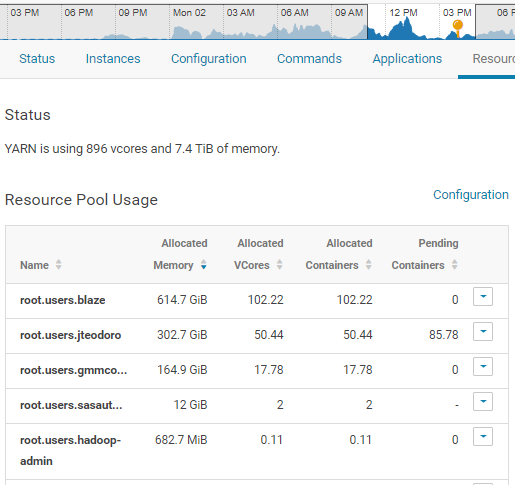 03 PM 06 PM 09 PM Mon 02 03 AM 06 AM 09 AM 12 PM 03 PM 06 P
Status Instances Configuration Commands Applications Resourc
Status
YARN is using 896 vcores and 7.4 TiB of memory.
Resource Pool Usage Configuration
Allocated Allocated Allocated Pending
Name Memory VCores Containers Containers
root.users.blaze 614.7 GiB 102.22 102.22 0
root.users.jteodoro 302.7 GiB 50.44 50.44 85.78
root.users.gmmco... 164.9 GiB 17.78 17.78 0
root.users.sasaut... 12 GiB 2 2 -
root.users.hadoop- 682.7 MiB 0.11 0.11 0
admin